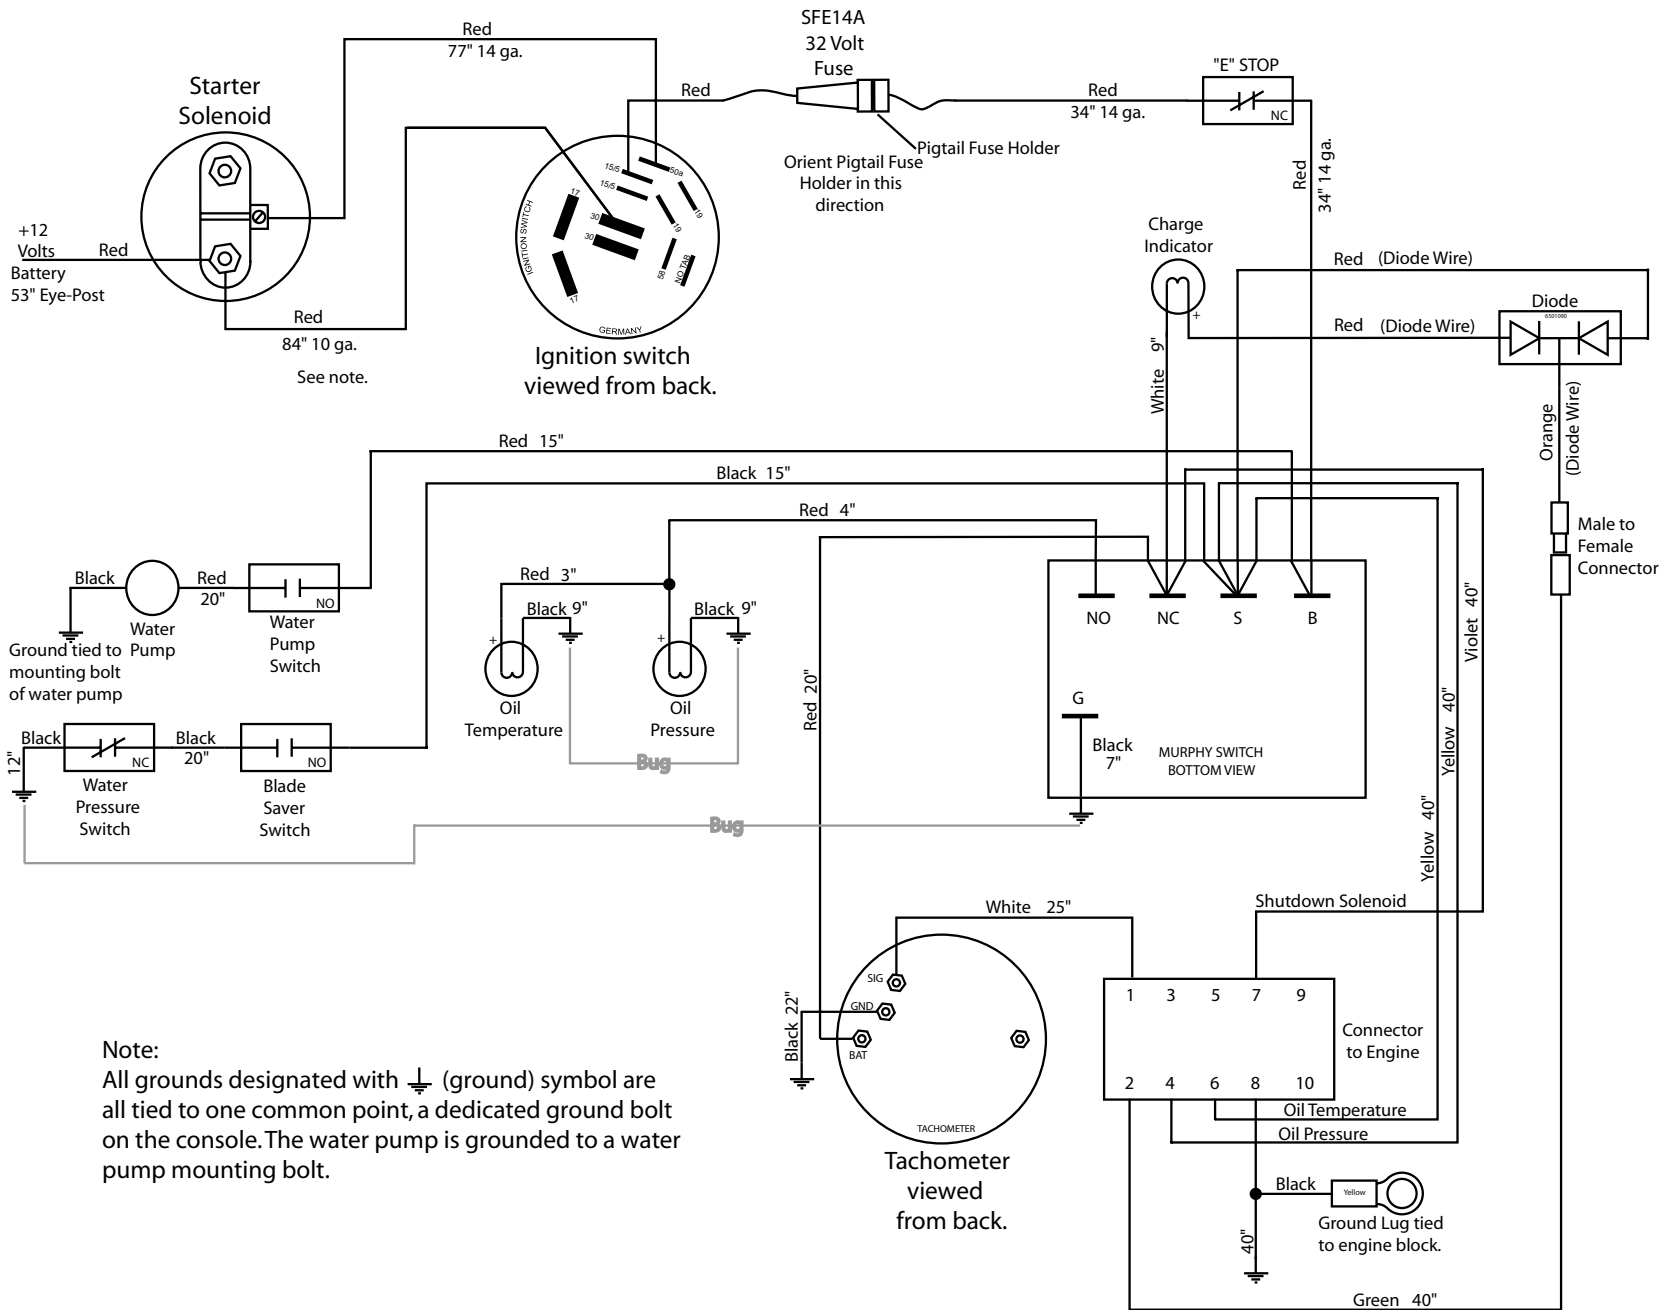 SFE14A
32 Volt
Fuse
Red
77" 14 ga.
Red
Red
34" 14 ga.
"E" STOP
NC
Starter
Solenoid
Pigtail Fuse Holder
Orient Pigtail Fuse
Holder in this
direction
Red
34" 14 ga.
+12
Volts
Battery
53" Eye-Post
Red
Red
84" 10 ga.
See note.
15/5
15/5
50a
17
30
30
19
19
58
NO TAB
17
IGNITION SWITCH
GERMANY
Ignition switch
viewed from back.
Charge
Indicator
+
White 9"
Red (Diode Wire)
Red (Diode Wire)
Diode
6501090
Orange
(Diode Wire)
Male to
Female
Connector
Red 15"
Black 15"
Red 4"
Red 3"
Black 9"
Black 9"
+
+
Oil
Temperature
Oil
Pressure
Bug
Black
Red
20"
NO
Water
Pump
Water
Pump
Switch
Ground tied to
mounting bolt
of water pump
Black
12"
NC
Black
20"
NO
Water
Pressure
Switch
Blade
Saver
Switch
Bug
Red 20"
NO
NC
S
B
G
Black
7"
MURPHY SWITCH
BOTTOM VIEW
Violet 40"
Yellow 40"
Yellow 40"
White 25"
Shutdown Solenoid
SIG
GND
BAT
Black 22"
TACHOMETER
Tachometer
viewed
from back.
1 3 5 7 9
2 4 6 8 10
Connector
to Engine
Oil Temperature
Oil Pressure
Black
Yellow
Ground Lug tied
to engine block.
40"
Green 40"
Note:
All grounds designated with (ground) symbol are
all tied to one common point, a dedicated ground bolt
on the console. The water pump is grounded to a water
pump mounting bolt.